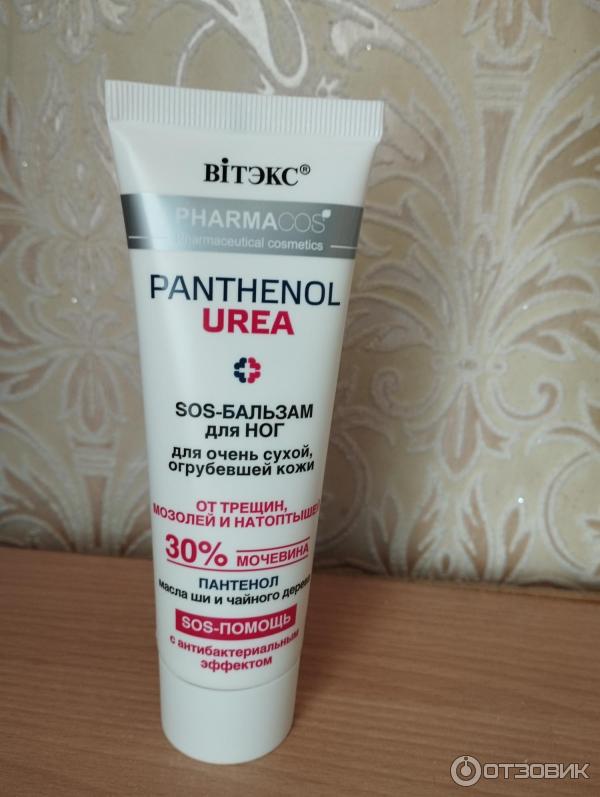 ВіТЭКС®
PHARMACOS
Pharmaceutical cosmetics
PANTHENOL
UREA
SOS-БАЛЬЗАМ
для НОГ
для очень сухой,
огрубевшей кожи
ОТ ТРЕЩИН,
МОЗОЛЕЙ И НАТОПТЫШЕЙ
30% МОЧЕВИНА
ПАНТЕНОЛ
масла ши и чайного дерева
SOS-ПОМОЩЬ
с антибактериальным
эффектом
ОТЗОВИК